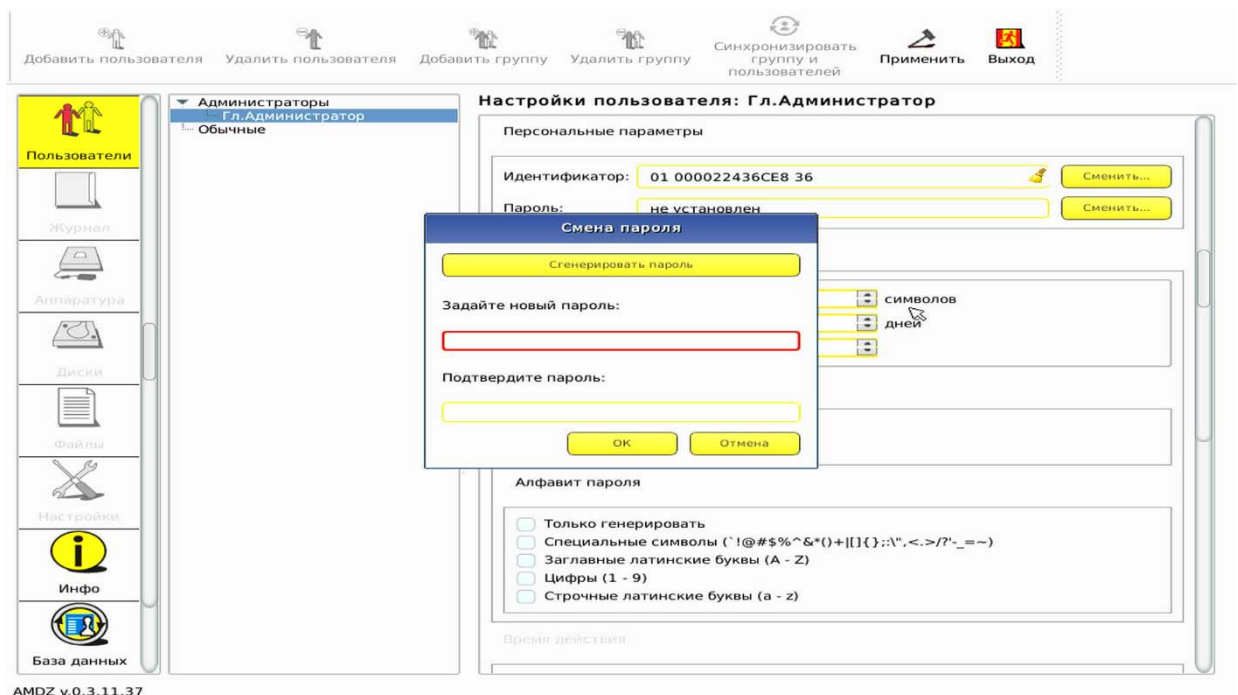 Добавить пользователя
Удалить пользователя
Добавить группу
Удалить группу
Синхронизировать
группу и
пользователей
Применить
Выход
Пользователи
Журнал
Аппаратура
Диски
Файлы
Настройки
Инфо
База данных
Администраторы
Гл.Администратор
Обычные
Настройки пользователя: Гл.Администратор
Персональные параметры
Идентификатор: 01 000022436CE8 36 Сменить...
Пароль: не установлен Сменить...
Смена пароля
Сгенерировать пароль
Задайте новый пароль:
Подтвердите пароль:
OK Отмена
символов
дней
Алфавит пароля
Только генерировать
Специальные символы (`!@#$%^&*()+|[]{};:\",<.>/?'-_=~)
Заглавные латинские буквы (A - Z)
Цифры (1 - 9)
Строчные латинские буквы (a - z)
Время действия
AMDZ v.0.3.11.37